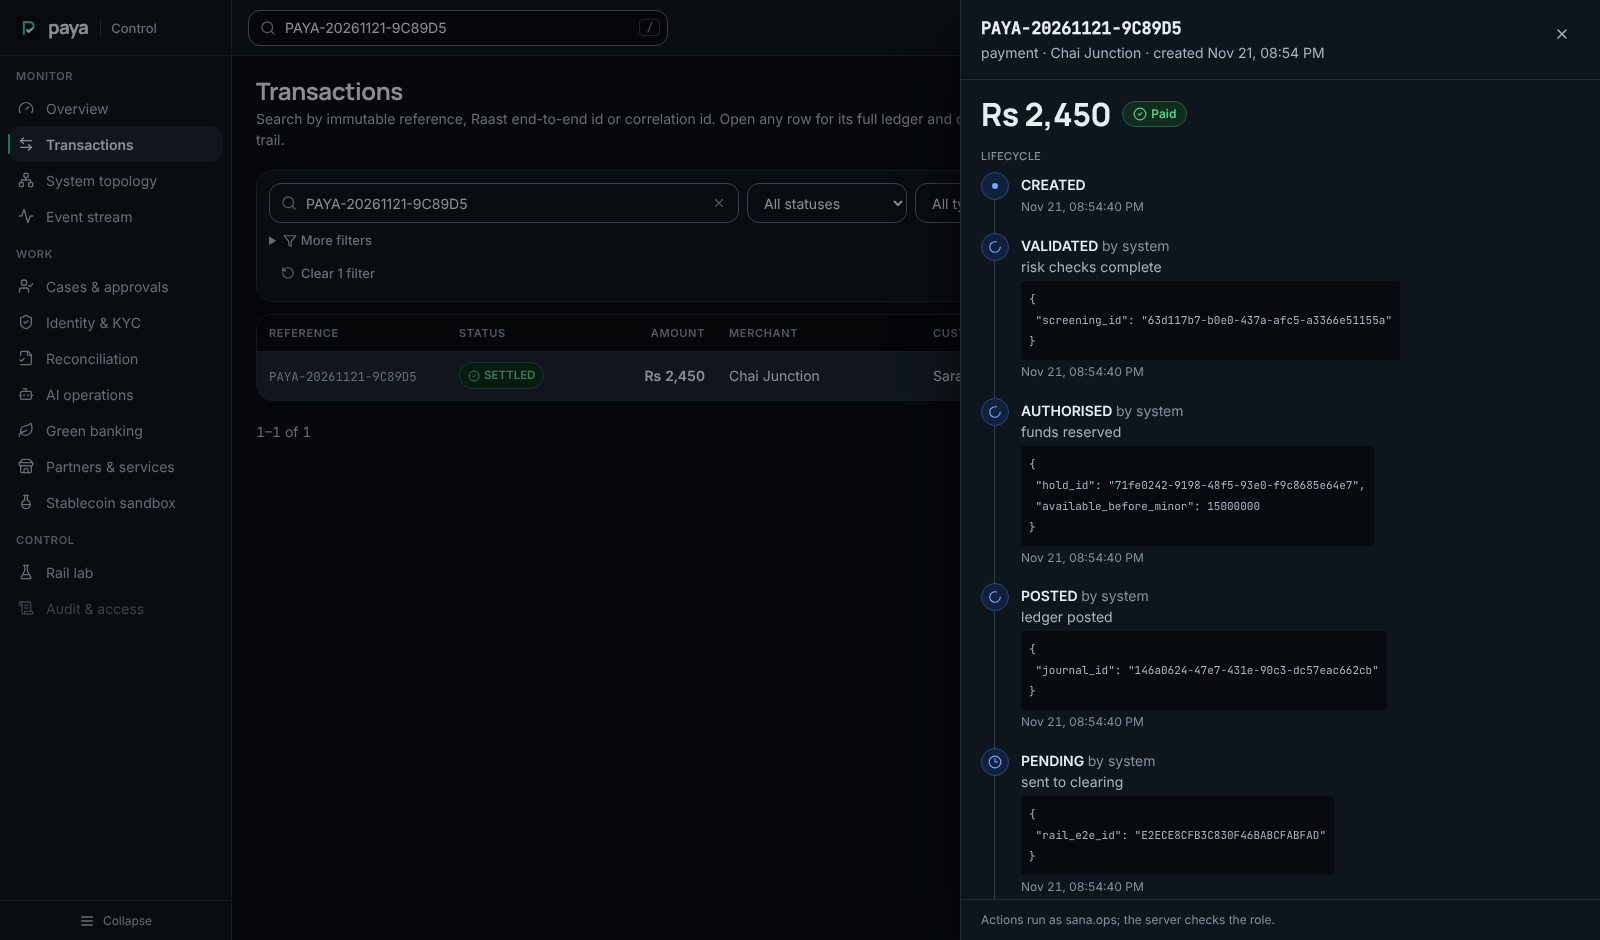 paya
Control
PAYA-20261121-9C89D5
/
MONITOR
Overview
Transactions
System topology
Event stream
WORK
Cases & approvals
Identity & KYC
Reconciliation
AI operations
Green banking
Partners & services
Stablecoin sandbox
CONTROL
Rail lab
Audit & access
Collapse
Transactions
Search by immutable reference, Raast end-to-end id or correlation id. Open any row for its full ledger and
trail.
PAYA-20261121-9C89D5
All statuses
All
More filters
Clear 1 filter
REFERENCE STATUS AMOUNT MERCHANT
PAYA-20261121-9C89D5 SETTLED Rs 2,450 Chai Junction
1–1 of 1
PAYA-20261121-9C89D5
payment · Chai Junction · created Nov 21, 08:54 PM
Rs 2,450
Paid
LIFECYCLE
CREATED
Nov 21, 08:54:40 PM
VALIDATED by system
risk checks complete
{
"screening_id": "63d117b7-b0e0-437a-afc5-a3366e51155a"
}
Nov 21, 08:54:40 PM
AUTHORISED by system
funds reserved
{
"hold_id": "71fe0242-9198-48f5-93e0-f9c8685e64e7",
"available_before_minor": 15000000
}
Nov 21, 08:54:40 PM
POSTED by system
ledger posted
{
"journal_id": "146a0624-47e7-431e-90c3-dc57eac662cb"
}
Nov 21, 08:54:40 PM
PENDING by system
sent to clearing
{
"rail_e2e_id": "E2ECE8CFB3C830F46BABCFABFAD"
}
Nov 21, 08:54:40 PM
Actions run as sana.ops; the server checks the role.